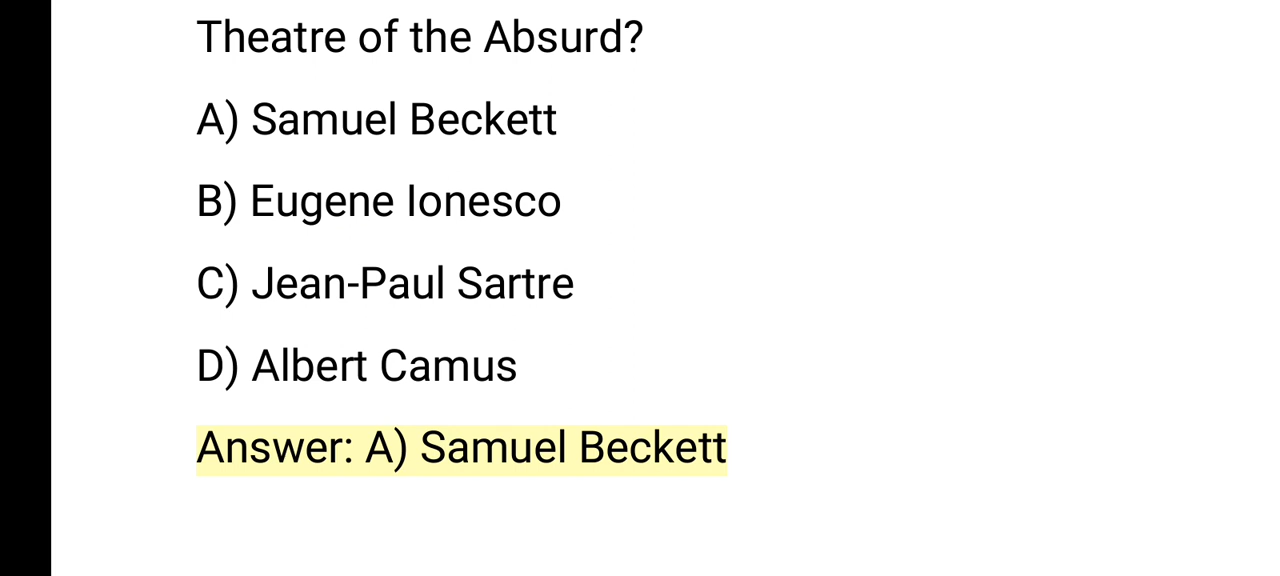 Theatre of the Absurd?
A) Samuel Beckett
B) Eugene Ionesco
C) Jean-Paul Sartre
D) Albert Camus
Answer: A) Samuel Beckett